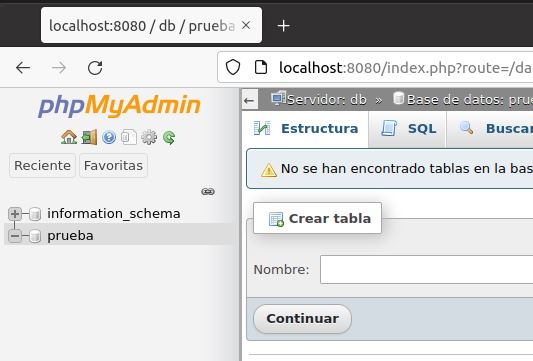 localhost:8080 / db / prueba
localhost:8080/index.php?route=/da
phpMyAdmin
Servidor: db » Base de datos: prue
Estructura SQL Buscar
Reciente Favoritas
No se han encontrado tablas en la bas
information_schema
Crear tabla
prueba
Nombre:
Continuar